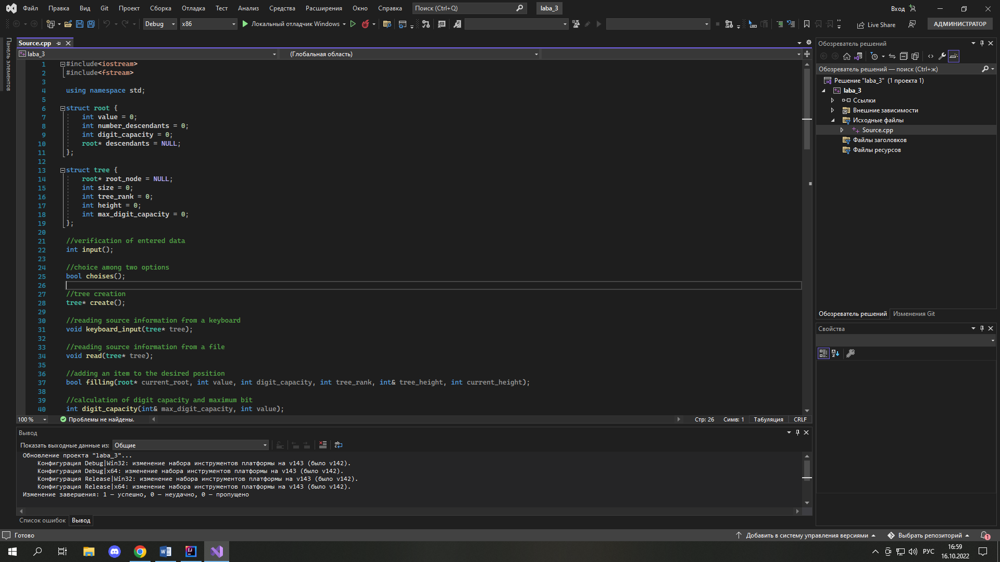 Файл Правка Вид Git Проект Сборка Отладка Тест Анализ Средства Расширения Окно Справка Поиск (Ctrl+Q) laba_3 Вход
Debug x86 Локальный отладчик Windows Live Share АДМИНИСТРАТОР
Панель элементов
Source.cpp
laba_3 (Глобальная область)
1 #include<iostream>
2 #include<fstream>
3
4 using namespace std;
5
6 struct root {
7 int value = 0;
8 int number_descendants = 0;
9 int digit_capacity = 0;
10 root* descendants = NULL;
11 };
12
13 struct tree {
14 root* root_node = NULL;
15 int size = 0;
16 int tree_rank = 0;
17 int height = 0;
18 int max_digit_capacity = 0;
19 };
20
21 //verification of entered data
22 int input();
23
24 //choice among two options
25 bool choises();
26
27 //tree creation
28 tree* create();
29
30 //reading source information from a keyboard
31 void keyboard_input(tree* tree);
32
33 //reading source information from a file
34 void read(tree* tree);
35
36 //adding an item to the desired position
37 bool filling(root* current_root, int value, int digit_capacity, int tree_rank, int& tree_height, int current_height);
38
39 //calculation of digit capacity and maximum bit
40 int digit_capacity(int& max_digit_capacity, int value);
100 % Проблемы не найдены. Стр: 26 Симв: 1 Табуляция CRLF
Вывод
Показать выходные данные из: Общие
Обновление проекта "laba_3"...
Конфигурация Debug|Win32: изменение набора инструментов платформы на v143 (было v142).
Конфигурация Debug|x64: изменение набора инструментов платформы на v143 (было v142).
Конфигурация Release|Win32: изменение набора инструментов платформы на v143 (было v142).
Конфигурация Release|x64: изменение набора инструментов платформы на v143 (было v142).
Изменение завершения: 1 — успешно, 0 — неудачно, 0 — пропущено
Список ошибок Вывод
Обозреватель решений
Обозреватель решений — поиск (Ctrl+ж)
Решение "laba_3" (1 проекта 1)
laba_3
Ссылки
Внешние зависимости
Исходные файлы
Source.cpp
Файлы заголовков
Файлы ресурсов
Обозреватель решений Изменения Git
Свойства
Готово Добавить в систему управления версиями Выбрать репозиторий 1
РУС 16:59
16.10.2022